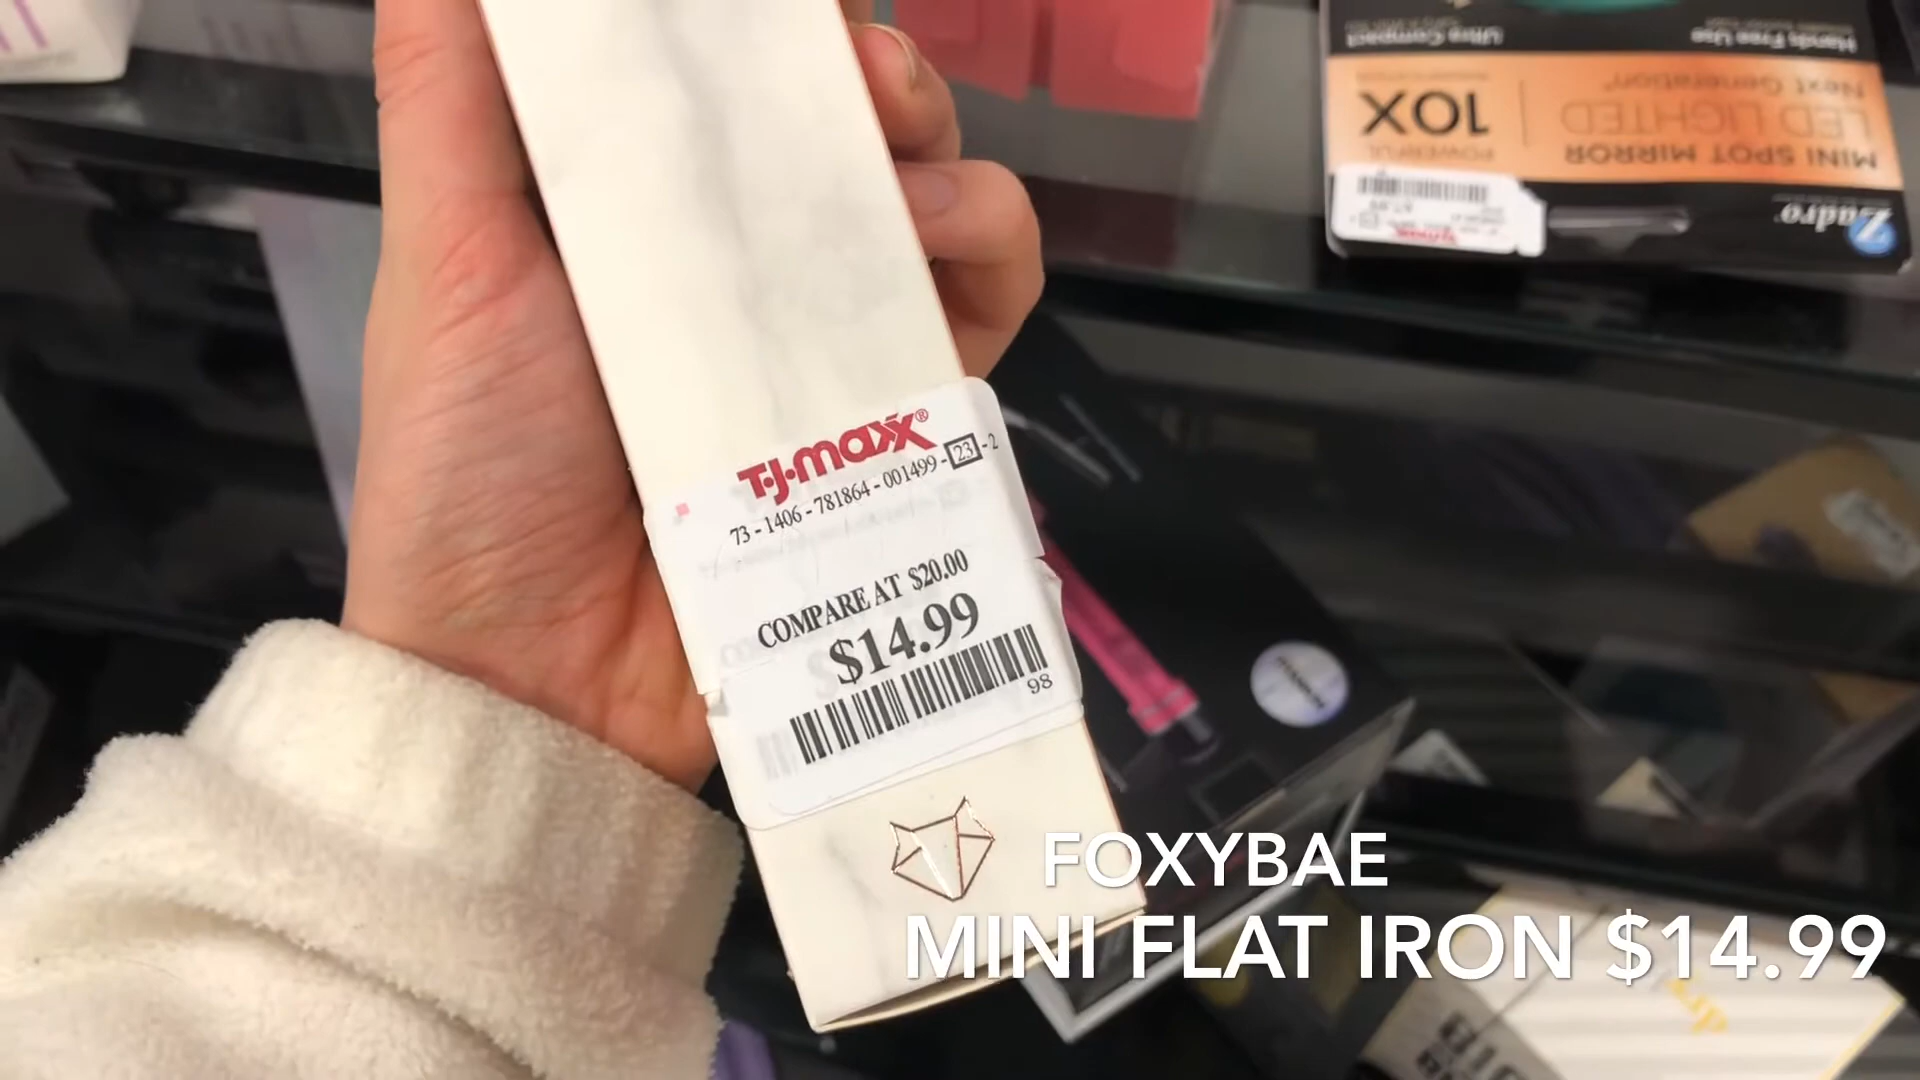 T.J.maxx®
73-1406-781864-001499-23-2
COMPARE AT $20.00
$14.99
98
FOXYBAE
MINI FLAT IRON $14.99
Zadro
MINI SPOT MIRROR
LED LIGHTED
Next Generation
POWERFUL
10X
Hands Free Use
Ultra Compact